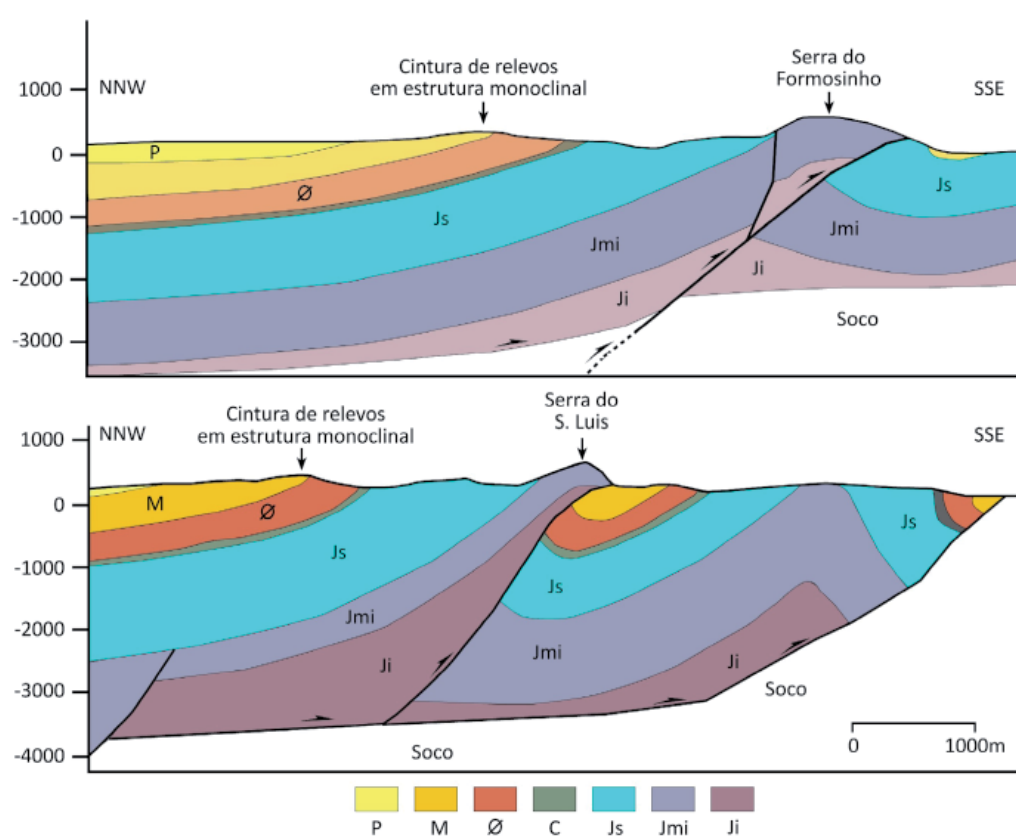 Cintura de relevos
em estrutura monoclinal
Serra do
Formosinho
NNW
SSE
1000
0
-1000
-2000
-3000
P
Ø
Js
Jmi
Ji
Js
Jmi
Ji
Soco
Cintura de relevos
em estrutura monoclinal
Serra do
S. Luis
NNW
SSE
1000
0
-1000
-2000
-3000
-4000
M
Ø
Js
Jmi
Ji
Js
Jmi
Ji
Js
Soco
Soco
0
1000m
P
M
Ø
C
Js
Jmi
Ji